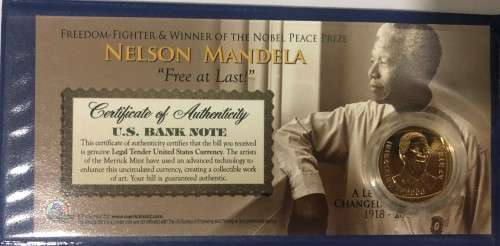 FREEDOM-FIGHTER & WINNER OF THE NOBEL PEACE PRIZE
NELSON MANDELA
"Free at Last!"
Certificate of Authenticity
U.S. BANK NOTE
This certificate of authenticity certifies that the bill you received
is genuine Legal Tender United States Currency. The artists
of the Merrick Mint have used an advanced technology to
enhance this uncirculated currency, creating a collectible work
of art. Your bill is guaranteed authentic.
A LE
CHANGE
1918 - 20